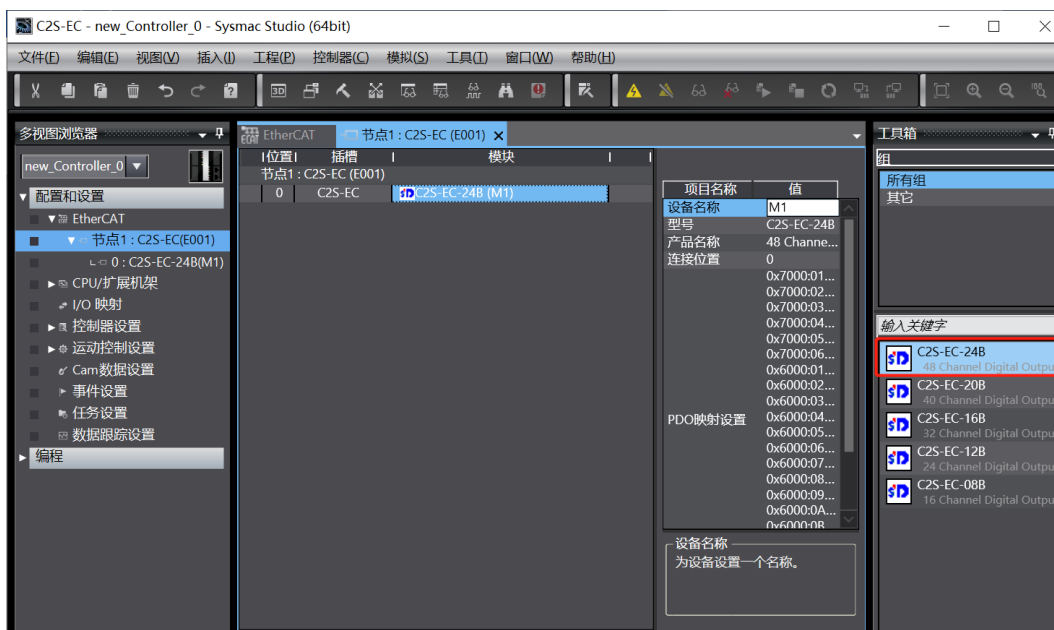 C2S-EC - new_Controller_0 - Sysmac Studio (64bit)
文件(F) 编辑(E) 视图(V) 插入(I) 工程(P) 控制器(C) 模拟(S) 工具(T) 窗口(W) 帮助(H)
多视图浏览器
new_Controller_0
配置和设置
EtherCAT
节点1 : C2S-EC(E001)
0 : C2S-EC-24B(M1)
CPU/扩展机架
I/O 映射
控制器设置
运动控制设置
Cam数据设置
事件设置
任务设置
数据跟踪设置
编程
EtherCAT 节点1 : C2S-EC (E001)
位置 插槽 模块
节点1 : C2S-EC (E001)
0 C2S-EC C2S-EC-24B (M1)
项目名称 值
设备名称 M1
型号 C2S-EC-24B
产品名称 48 Channe...
连接位置 0
PDO映射设置
0x7000:01...
0x7000:02...
0x7000:03...
0x7000:04...
0x7000:05...
0x7000:06...
0x6000:01...
0x6000:02...
0x6000:03...
0x6000:04...
0x6000:05...
0x6000:06...
0x6000:07...
0x6000:08...
0x6000:09...
0x6000:0A...
0x6000:0B
设备名称
为设备设置一个名称。
工具箱
组
所有组
其它
输入关键字
C2S-EC-24B
48 Channel Digital Outpu
C2S-EC-20B
40 Channel Digital Outpu
C2S-EC-16B
32 Channel Digital Outpu
C2S-EC-12B
24 Channel Digital Outpu
C2S-EC-08B
16 Channel Digital Outpu